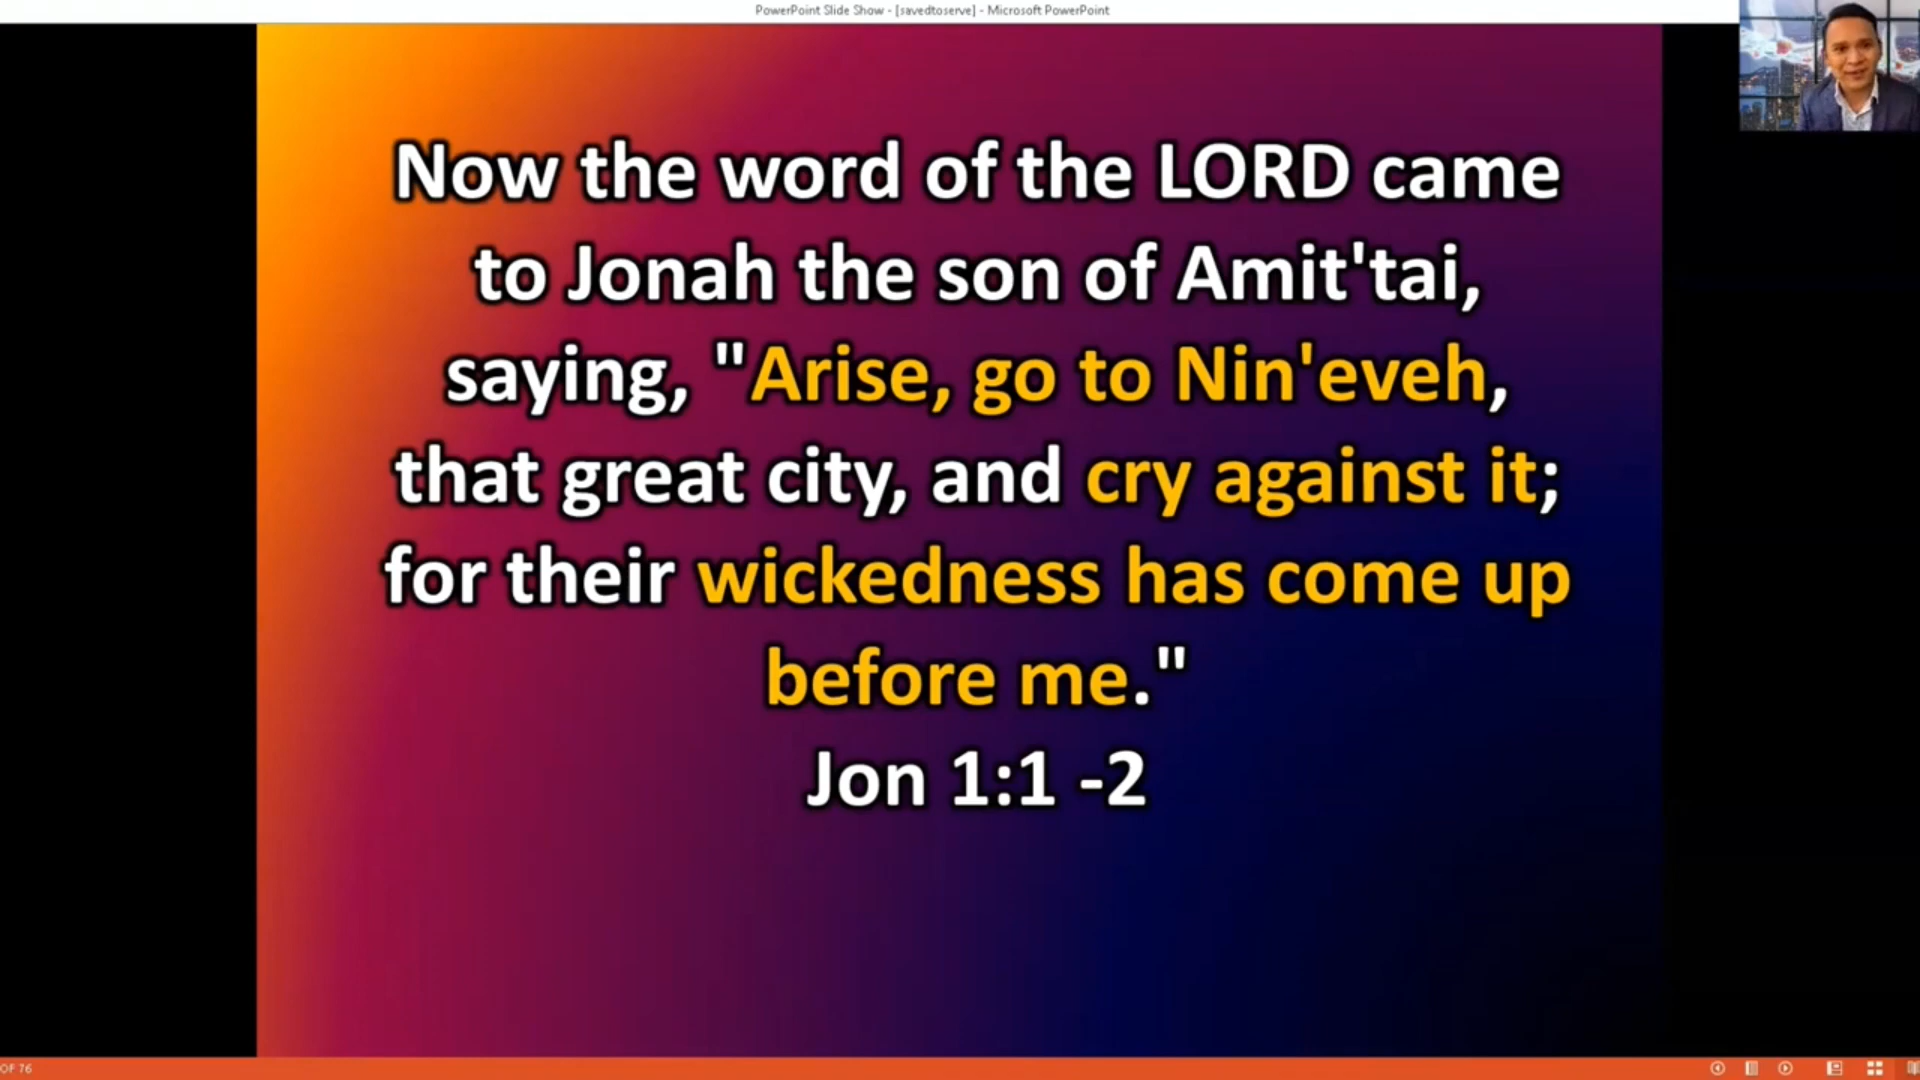 PowerPoint Slide Show - [savedtoserve] - Microsoft PowerPoint
Now the word of the LORD came
to Jonah the son of Amit'tai,
saying, "Arise, go to Nin'eveh,
that great city, and cry against it;
for their wickedness has come up
before me."
Jon 1:1 -2
OF 76